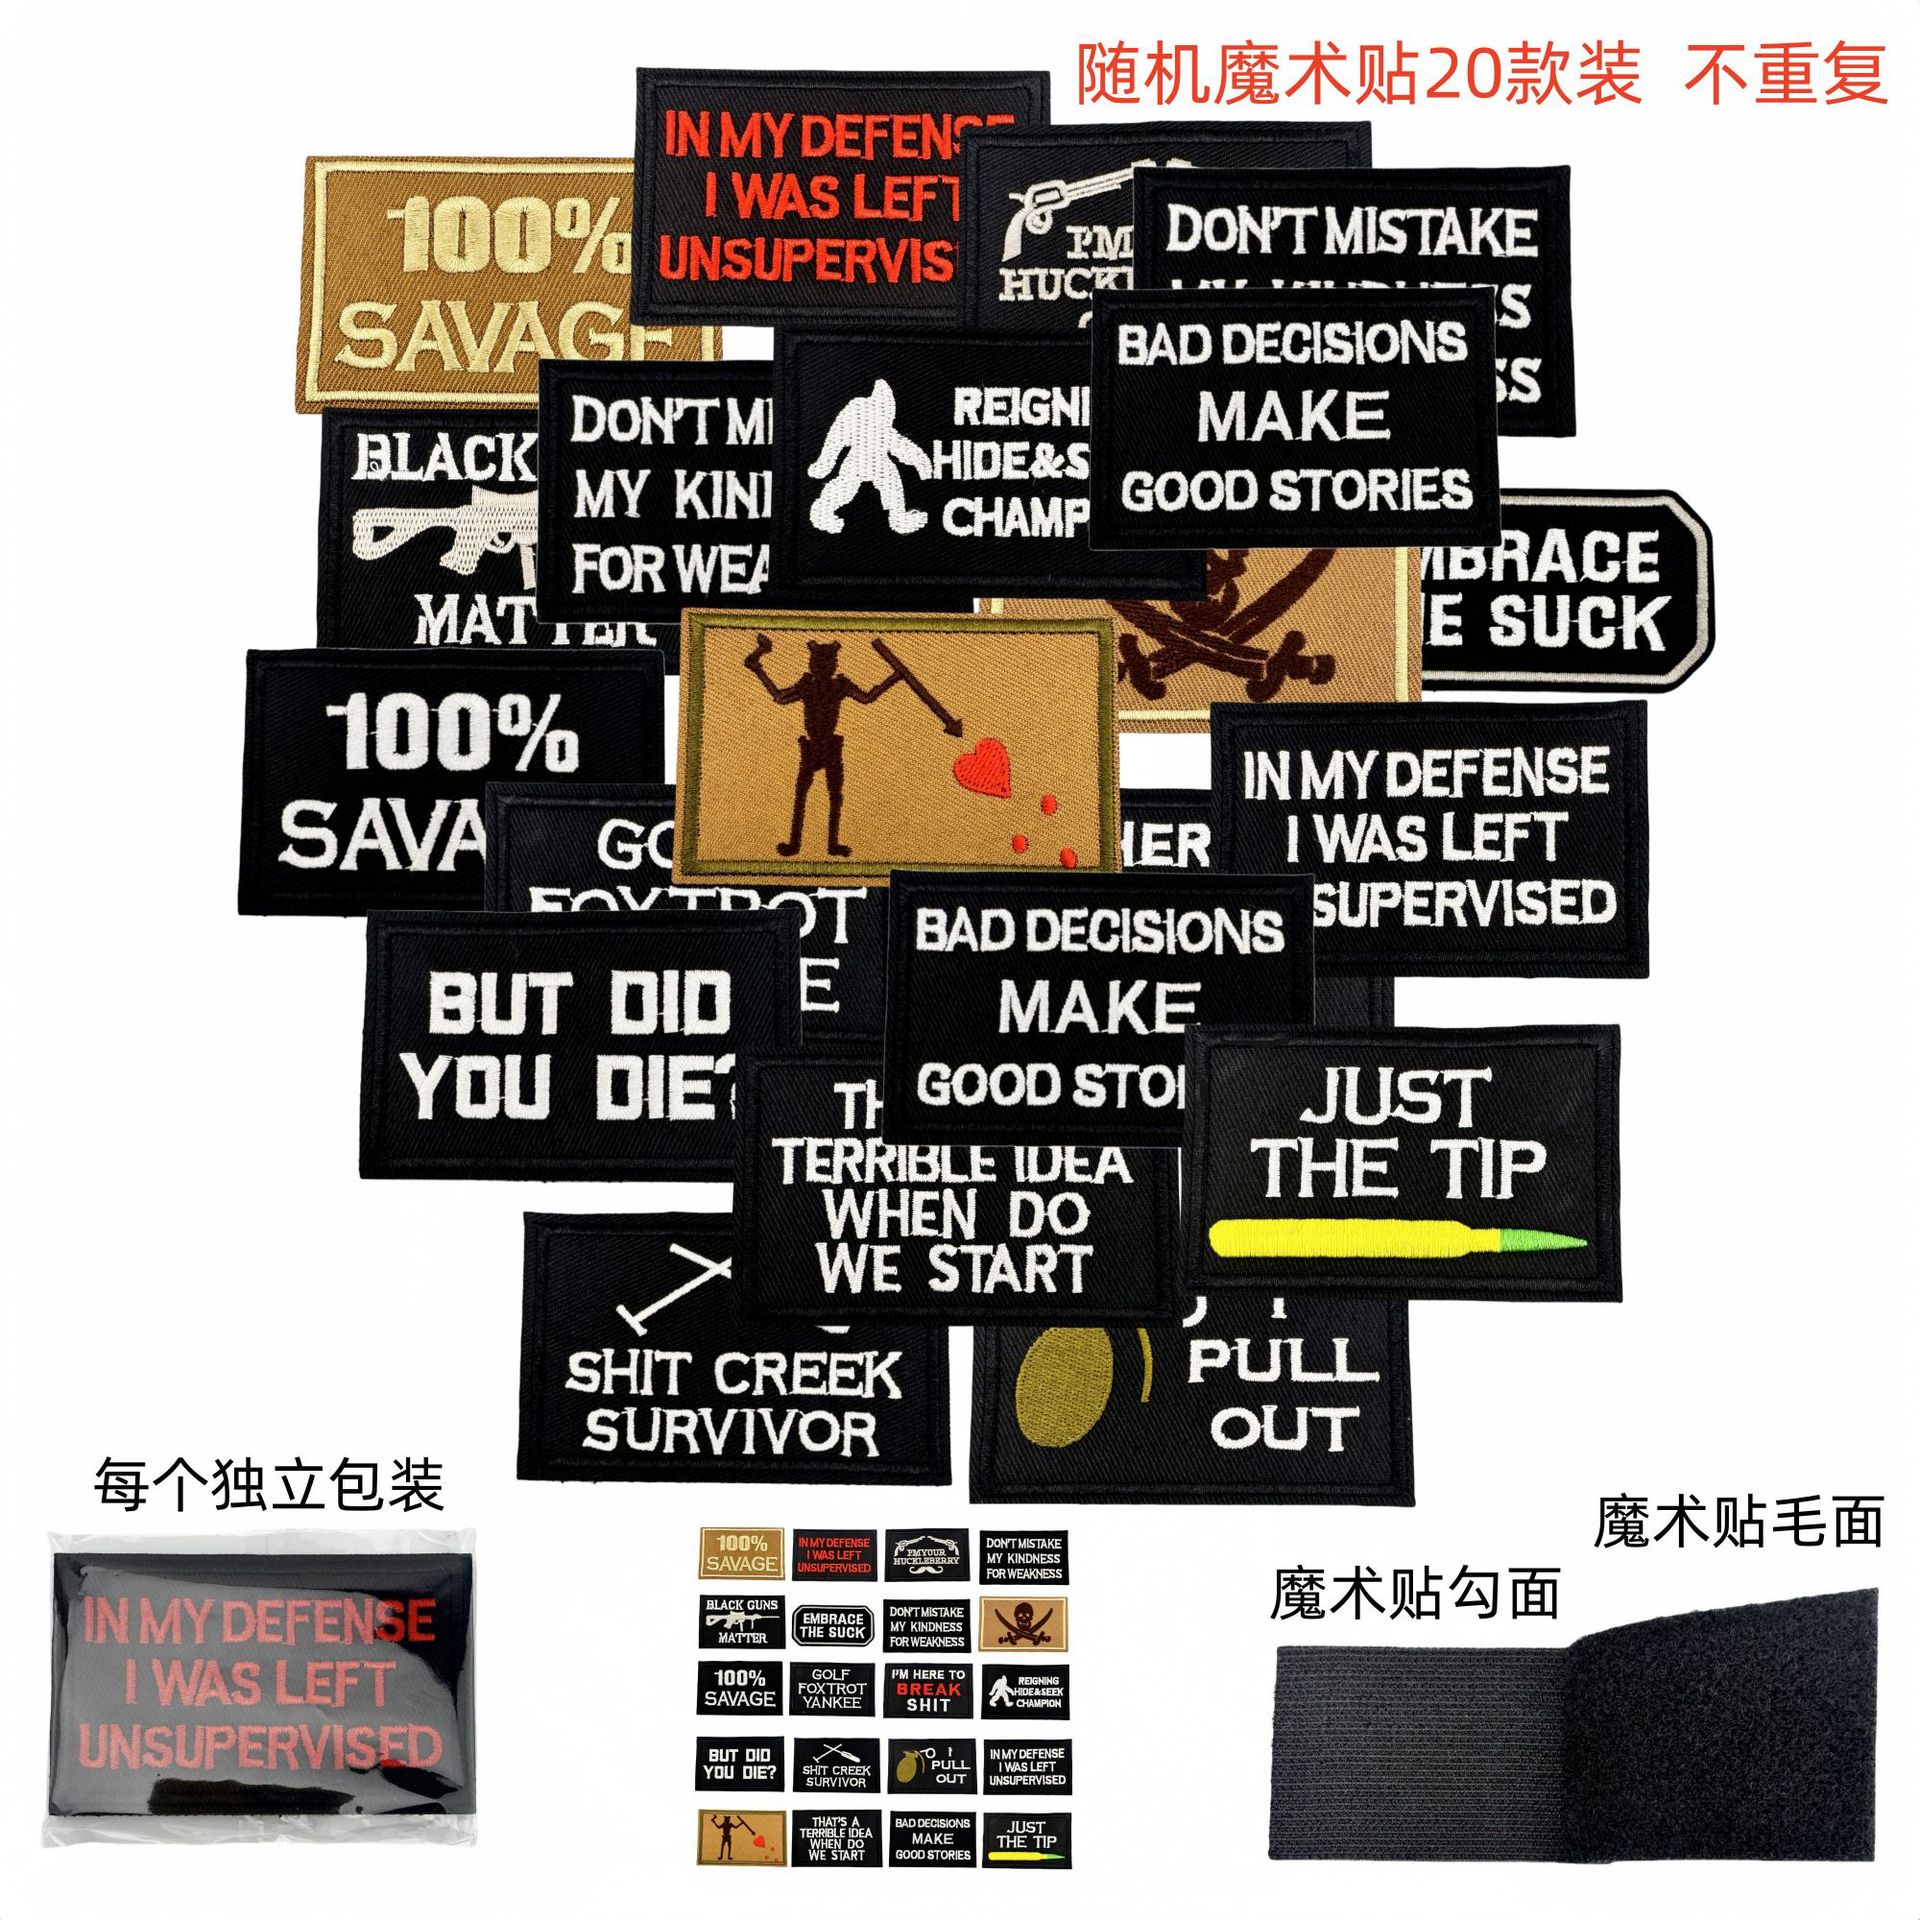 随机魔术贴20款装 不重复
IN MY DEFENSE
I WAS LEFT
UNSUPERVIS
100%
SAVAGE
I'M
HUCK
DON'T MISTAKE
MY KINDNESS
SS
BAD DECISIONS
MAKE
GOOD STORIES
BLACK
MATTER
DON'T MI
MY KIN
FOR WEA
REIGNI
HIDE&S
CHAMP
MBRACE
E SUCK
100%
SAVA
GO
FOXTROT
E
HER
IN MY DEFENSE
I WAS LEFT
SUPERVISED
BUT DID
YOU DIE?
BAD DECISIONS
MAKE
GOOD STO
TH
TERRIBLE IDEA
WHEN DO
WE START
JUST
THE TIP
SHIT CREEK
SURVIVOR
I
PULL
OUT
每个独立包装
IN MY DEFENSE
I WAS LEFT
UNSUPERVISED
100%
SAVAGE
IN MY DEFENSE
I WAS LEFT
UNSUPERVISED
I'M YOUR
HUCKLEBERRY
DON'T MISTAKE
MY KINDNESS
FOR WEAKNESS
BLACK GUNS
MATTER
EMBRACE
THE SUCK
DON'T MISTAKE
MY KINDNESS
FOR WEAKNESS
100%
SAVAGE
GOLF
FOXTROT
YANKEE
I'M HERE TO
BREAK
SHIT
REIGNING
HIDE&SEEK
CHAMPION
BUT DID
YOU DIE?
SHIT CREEK
SURVIVOR
I
PULL
OUT
IN MY DEFENSE
I WAS LEFT
UNSUPERVISED
THAT'S A
TERRIBLE IDEA
WHEN DO
WE START
BAD DECISIONS
MAKE
GOOD STORIES
JUST
THE TIP
魔术贴毛面
魔术贴勾面